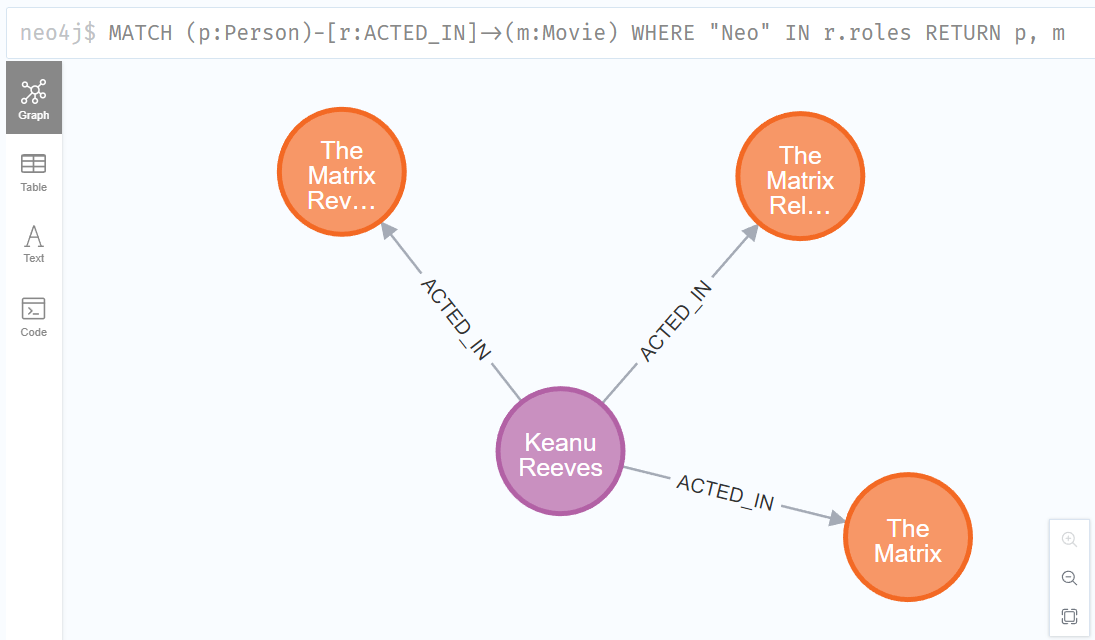 neo4j$ MATCH (p:Person)-[r:ACTED_IN]->(m:Movie) WHERE "Neo" IN r.roles RETURN p, m
Graph
Table
Text
Code
The
Matrix
Rev…
The
Matrix
Rel…
ACTED_IN
ACTED_IN
Keanu
Reeves
ACTED_IN
The
Matrix